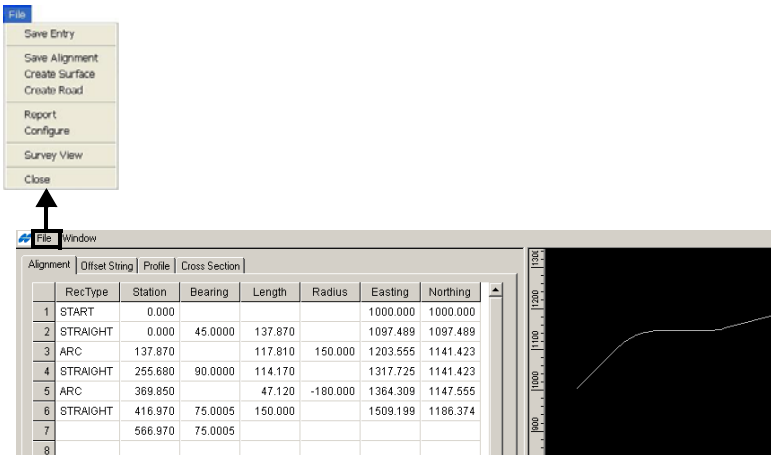 File
Save Entry
Save Alignment
Create Surface
Create Road
Report
Configure
Survey View
Close
File Window
Alignment Offset String Profile Cross Section
RecType Station Bearing Length Radius Easting Northing
1 START 0.000 1000.000 1000.000
2 STRAIGHT 0.000 45.0000 137.870 1097.489 1097.489
3 ARC 137.870 117.810 150.000 1203.555 1141.423
4 STRAIGHT 255.680 90.0000 114.170 1317.725 1141.423
5 ARC 369.850 47.120 -180.000 1364.309 1147.555
6 STRAIGHT 416.970 75.0005 150.000 1509.199 1186.374
7 566.970 75.0005
8
1300
1200
1100
1000
900